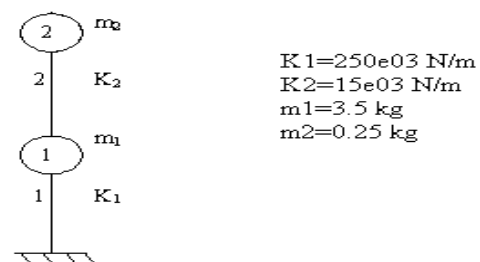 2 m2
2 K2
K1=250e03 N/m
K2=15e03 N/m
m1=3.5 kg
m2=0.25 kg
1 m1
1 K1